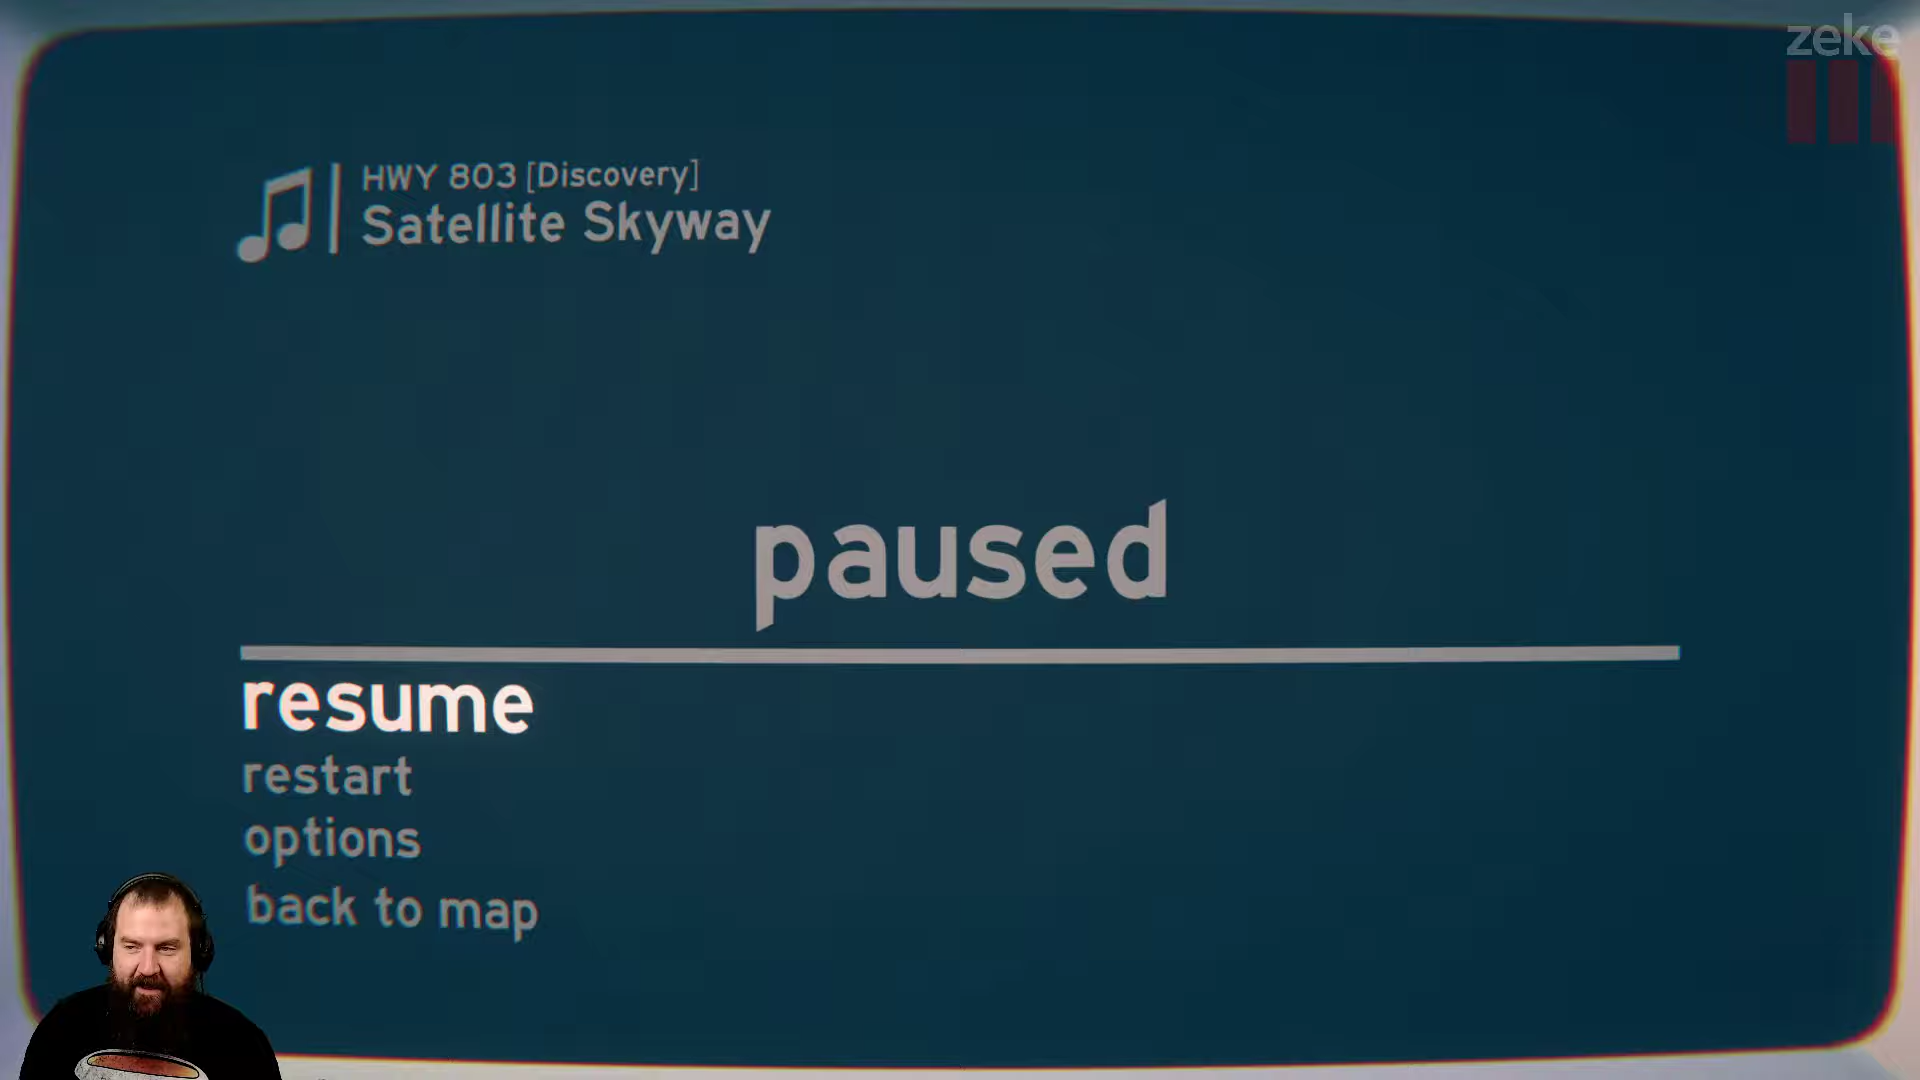 zeke
HWY 803 [Discovery]
Satellite Skyway
paused
resume
restart
options
back to map